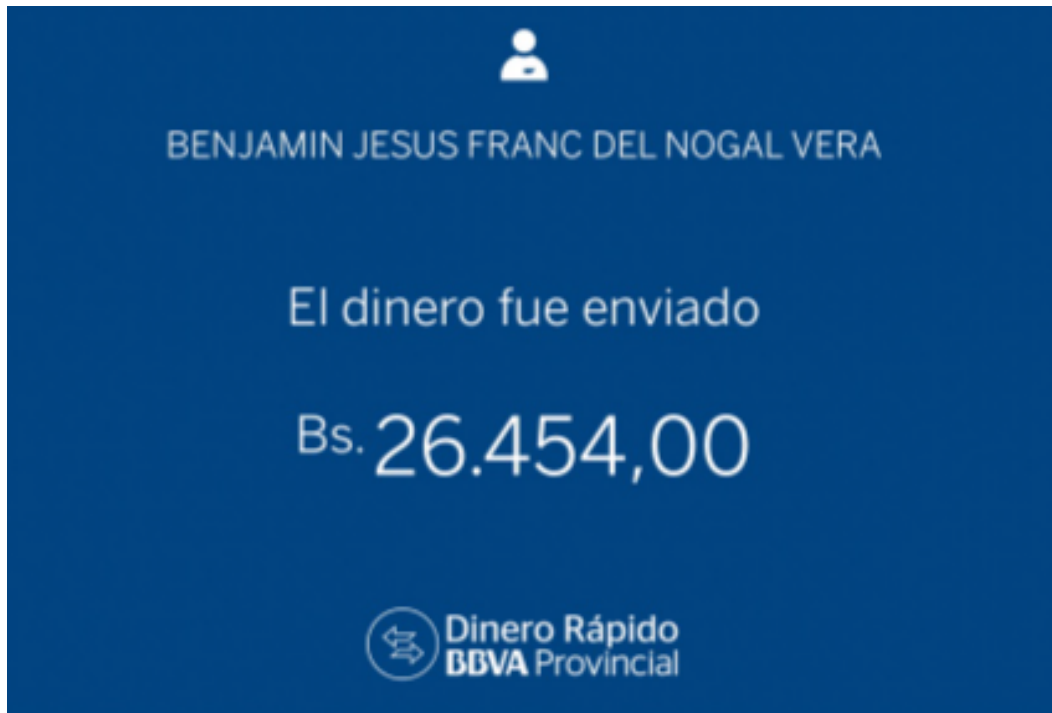 BENJAMIN JESUS FRANC DEL NOGAL VERA
El dinero fue enviado
Bs. 26.454,00
Dinero Rápido
BBVA Provincial